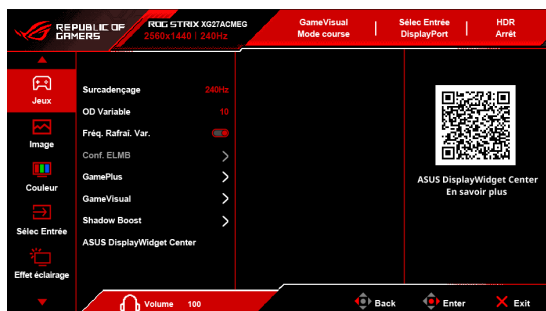 REPUBLIC OF
GAMERS
ROG STRIX XG27ACMEG
2560x1440 | 240Hz
GameVisual
Mode course
Sélec Entrée
DisplayPort
HDR
Arrêt
Jeux
Image
Couleur
Sélec Entrée
Effet éclairage
Surcadençage 240Hz
OD Variable 10
Fréq. Rafraî. Var.
Conf. ELMB
GamePlus
GameVisual
Shadow Boost
ASUS DisplayWidget Center
ASUS DisplayWidget Center
En savoir plus
Volume 100
Back
Enter
Exit